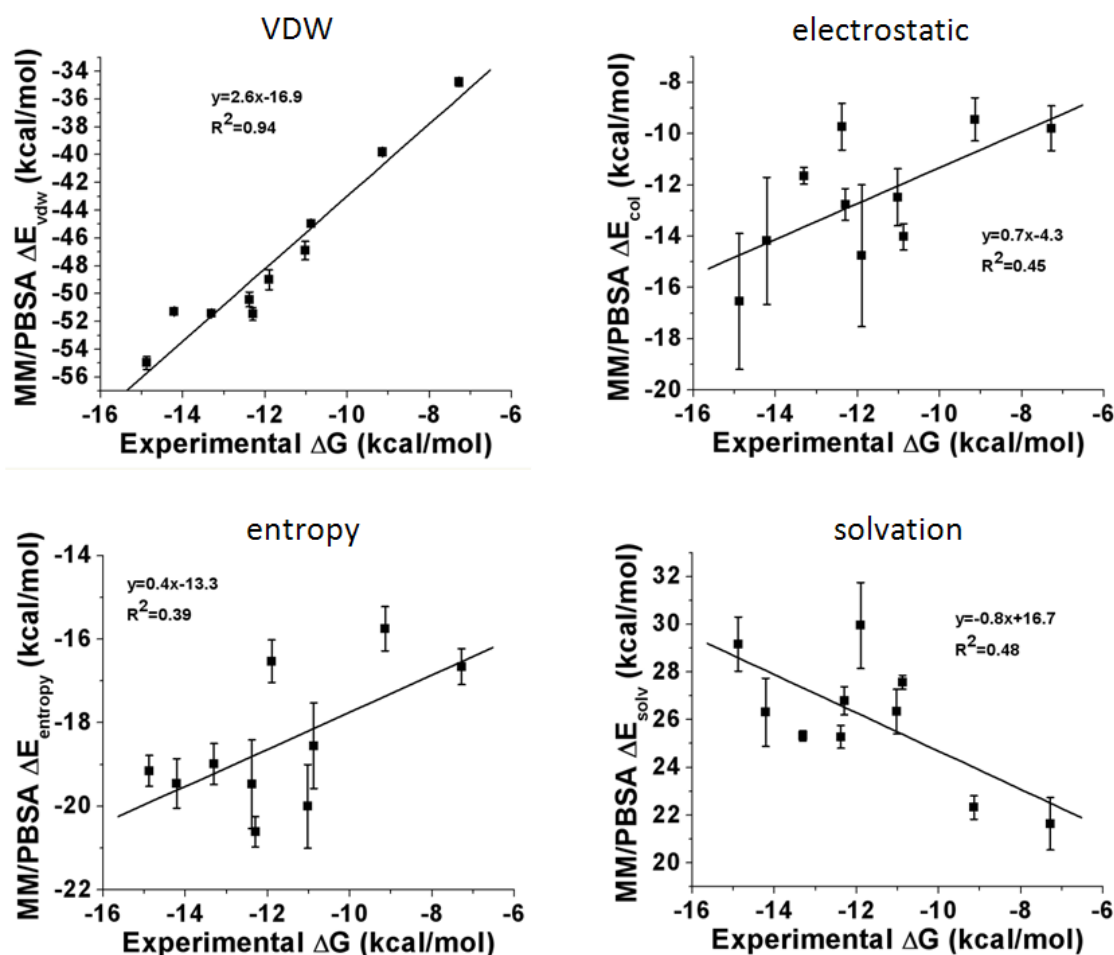 VDW
MM/PBSA ΔE_vdw (kcal/mol)
-34
-36
-38
-40
-42
-44
-46
-48
-50
-52
-54
-56
y=2.6x-16.9
R²=0.94
-16 -14 -12 -10 -8 -6
Experimental ΔG (kcal/mol)
electrostatic
MM/PBSA ΔE_col (kcal/mol)
-8
-10
-12
-14
-16
-18
-20
y=0.7x-4.3
R²=0.45
-16 -14 -12 -10 -8 -6
Experimental ΔG (kcal/mol)
entropy
MM/PBSA ΔE_entropy (kcal/mol)
-14
-16
-18
-20
-22
y=0.4x-13.3
R²=0.39
-16 -14 -12 -10 -8 -6
Experimental ΔG (kcal/mol)
solvation
MM/PBSA ΔE_solv (kcal/mol)
32
30
28
26
24
22
20
y=-0.8x+16.7
R²=0.48
-16 -14 -12 -10 -8 -6
Experimental ΔG (kcal/mol)